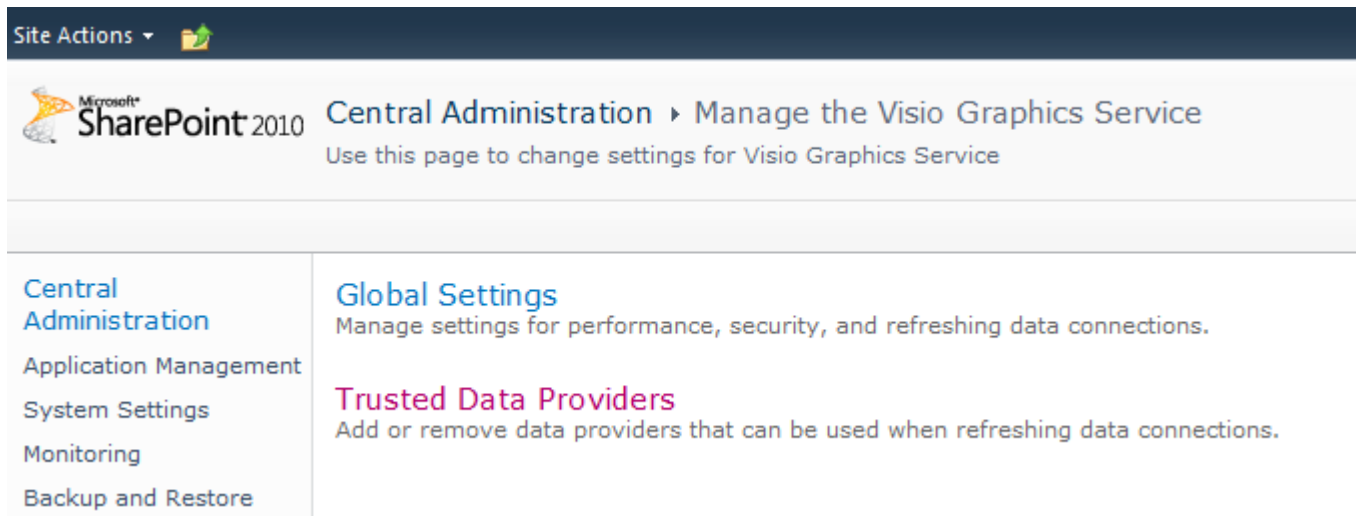 Site Actions
Microsoft®
SharePoint 2010
Central Administration ▸ Manage the Visio Graphics Service
Use this page to change settings for Visio Graphics Service
Central
Administration
Application Management
System Settings
Monitoring
Backup and Restore
Global Settings
Manage settings for performance, security, and refreshing data connections.
Trusted Data Providers
Add or remove data providers that can be used when refreshing data connections.